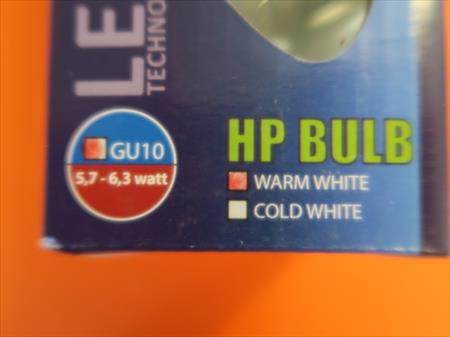 LE
TECHNO
GU10
5,7 - 6,3 watt
HP BULB
WARM WHITE
COLD WHITE